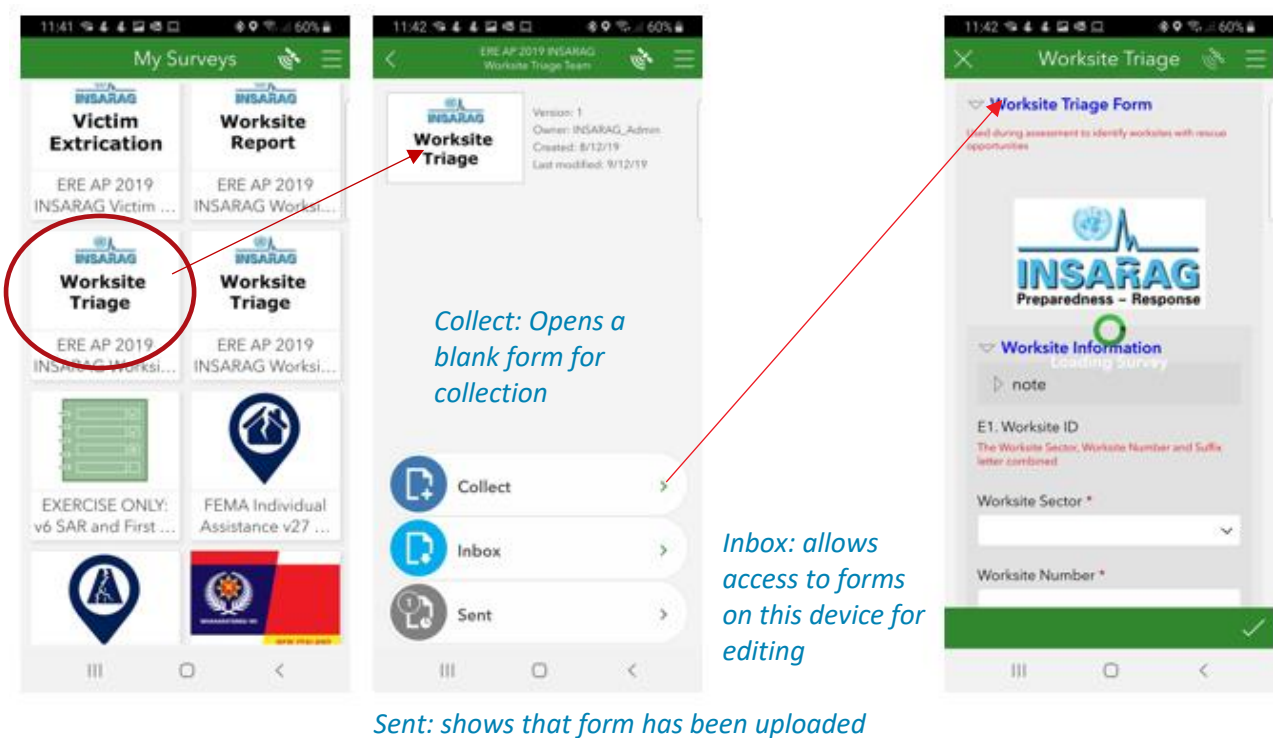 11:41
60%
My Surveys
INSARAG
Victim
Extrication
ERE AP 2019
INSARAG Victim ...
INSARAG
Worksite
Report
ERE AP 2019
INSARAG Worksi...
INSARAG
Worksite
Triage
ERE AP 2019
INSARAG Worksi...
INSARAG
Worksite
Triage
ERE AP 2019
INSARAG Worksi...
EXERCISE ONLY:
v6 SAR and First ...
FEMA Individual
Assistance v27 ...
11:42
60%
ERE AP 2019 INSARAG
Worksite Triage Team
INSARAG
Worksite
Triage
Version: 1
Owner: INSARAG_Admin
Created: 8/12/19
Last modified: 9/12/19
Collect: Opens a
blank form for
collection
Collect
Inbox
1
Sent
Inbox: allows
access to forms
on this device for
editing
Sent: shows that form has been uploaded
11:42
60%
Worksite Triage
Worksite Triage Form
Used during assessment to identify worksites with rescue
opportunities
INSARAG
Preparedness – Response
Worksite Information
Loading Survey
note
E1. Worksite ID
The Worksite Sector, Worksite Number and Suffix
letter combined
Worksite Sector *
Worksite Number *